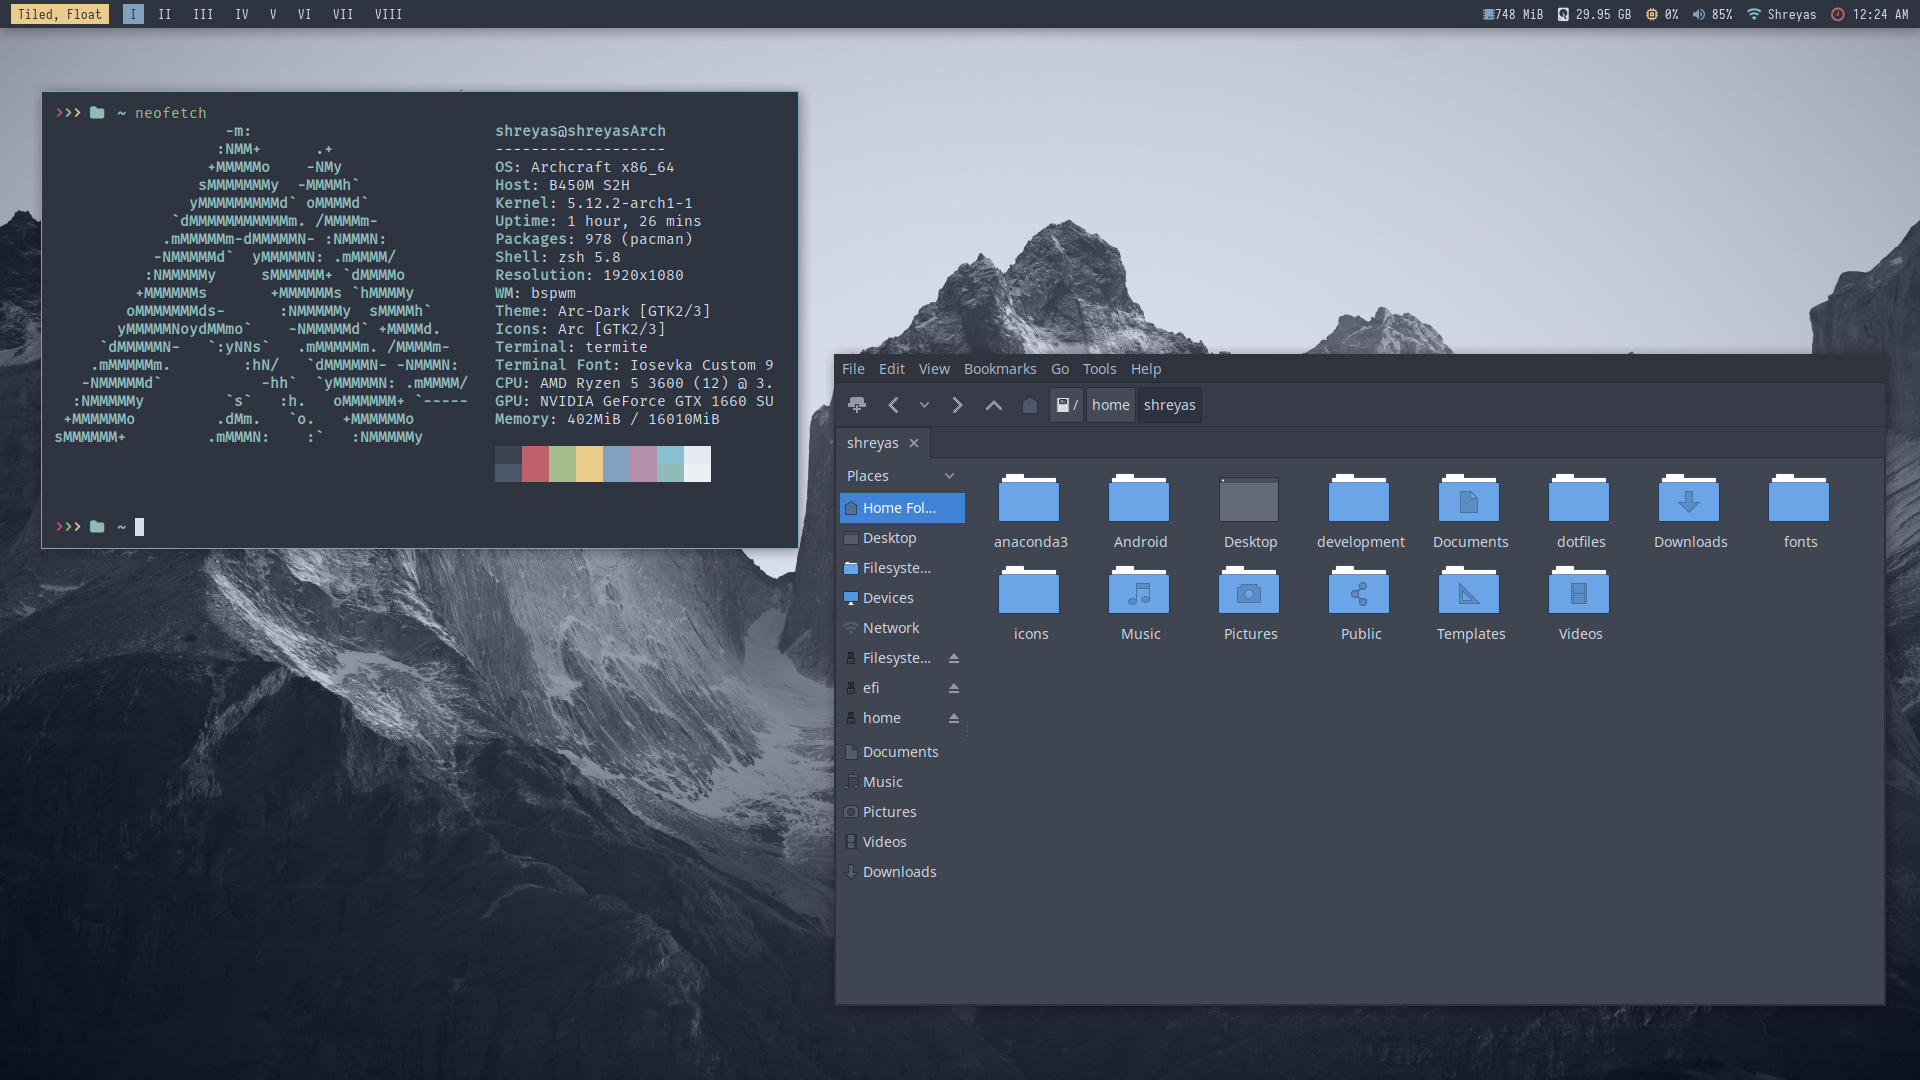 Tiled, Float I II III IV V VI VII VIII 748 MiB 29.95 GB 0% 85% Shreyas 12:24 AM
>>> ~ neofetch
-m:
:NMM+      .+
+MMMMMo    -NMy
sMMMMMMMy  -MMMMh`
yMMMMMMMMMd` oMMMMd`
`dMMMMMMMMMMMm. /MMMMm-
.mMMMMMm-dMMMMMN- :NMMMN:
-NMMMMMd`  yMMMMMN: .mMMMM/
:NMMMMMy     sMMMMMM+ `dMMMMo
+MMMMMMs       +MMMMMMs `hMMMMy
oMMMMMMMds-      :NMMMMMy  sMMMMh`
yMMMMMNoydMMmo`    -NMMMMMd` +MMMMd.
`dMMMMMN-   `:yNNs`   .mMMMMMm. /MMMMm-
.mMMMMMm.        :hN/   `dMMMMMN- -NMMMN:
-NMMMMMd`           -hh`  `yMMMMMN: .mMMMM/
:NMMMMMy         `s`   :h.   oMMMMMM+ `-----
+MMMMMMo         .dMm.   `o.   +MMMMMMo
sMMMMMM+         .mMMMN:    :`   :NMMMMMy
shreyas@shreyasArch
-------------------
OS: Archcraft x86_64
Host: B450M S2H
Kernel: 5.12.2-arch1-1
Uptime: 1 hour, 26 mins
Packages: 978 (pacman)
Shell: zsh 5.8
Resolution: 1920x1080
WM: bspwm
Theme: Arc-Dark [GTK2/3]
Icons: Arc [GTK2/3]
Terminal: termite
Terminal Font: Iosevka Custom 9
CPU: AMD Ryzen 5 3600 (12) @ 3.
GPU: NVIDIA GeForce GTX 1660 SU
Memory: 402MiB / 16010MiB
>>> ~
File Edit View Bookmarks Go Tools Help
/ home shreyas
shreyas
Places
Home Fol...
Desktop
Filesyste...
Devices
Network
Filesyste...
efi
home
Documents
Music
Pictures
Videos
Downloads
anaconda3 Android Desktop development Documents dotfiles Downloads fonts
icons Music Pictures Public Templates Videos